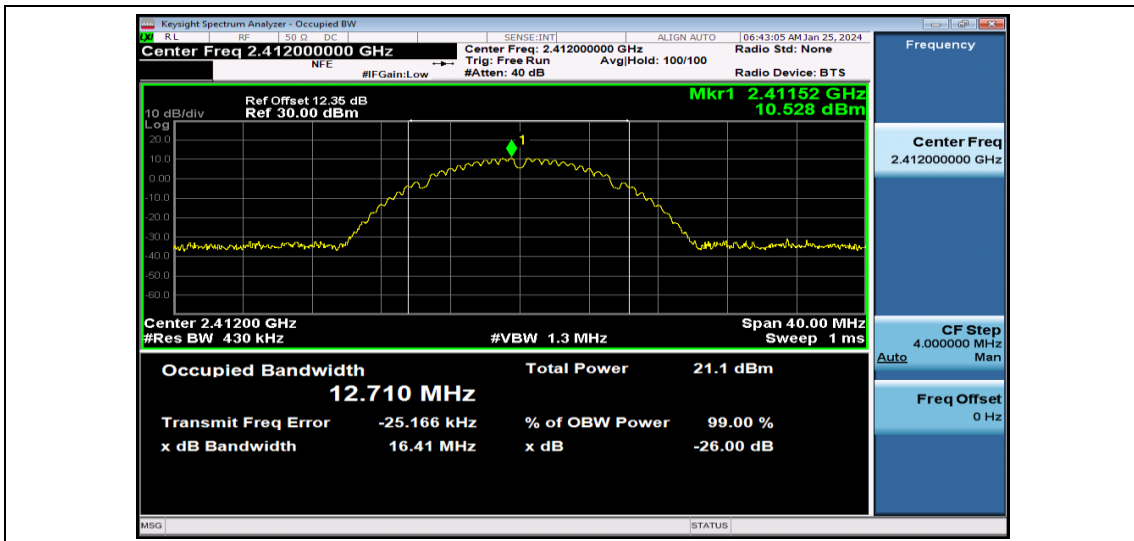 Keysight Spectrum Analyzer - Occupied BW
LXI RL RF 50 Ω DC SENSE:INT ALIGN AUTO 06:43:05 AM Jan 25, 2024
Center Freq 2.412000000 GHz Center Freq: 2.412000000 GHz Radio Std: None
NFE Trig: Free Run Avg|Hold: 100/100
#IFGain:Low #Atten: 40 dB Radio Device: BTS
Mkr1 2.41152 GHz
10.528 dBm
Ref Offset 12.35 dB
10 dB/div Ref 30.00 dBm
Log
20.0
1
10.0
0.00
-10.0
-20.0
-30.0
-40.0
-50.0
-60.0
Center 2.41200 GHz Span 40.00 MHz
#Res BW 430 kHz #VBW 1.3 MHz Sweep 1 ms
Occupied Bandwidth Total Power 21.1 dBm
12.710 MHz
Transmit Freq Error -25.166 kHz % of OBW Power 99.00 %
x dB Bandwidth 16.41 MHz x dB -26.00 dB
MSG STATUS
Frequency
Center Freq
2.412000000 GHz
CF Step
4.000000 MHz
Auto Man
Freq Offset
0 Hz